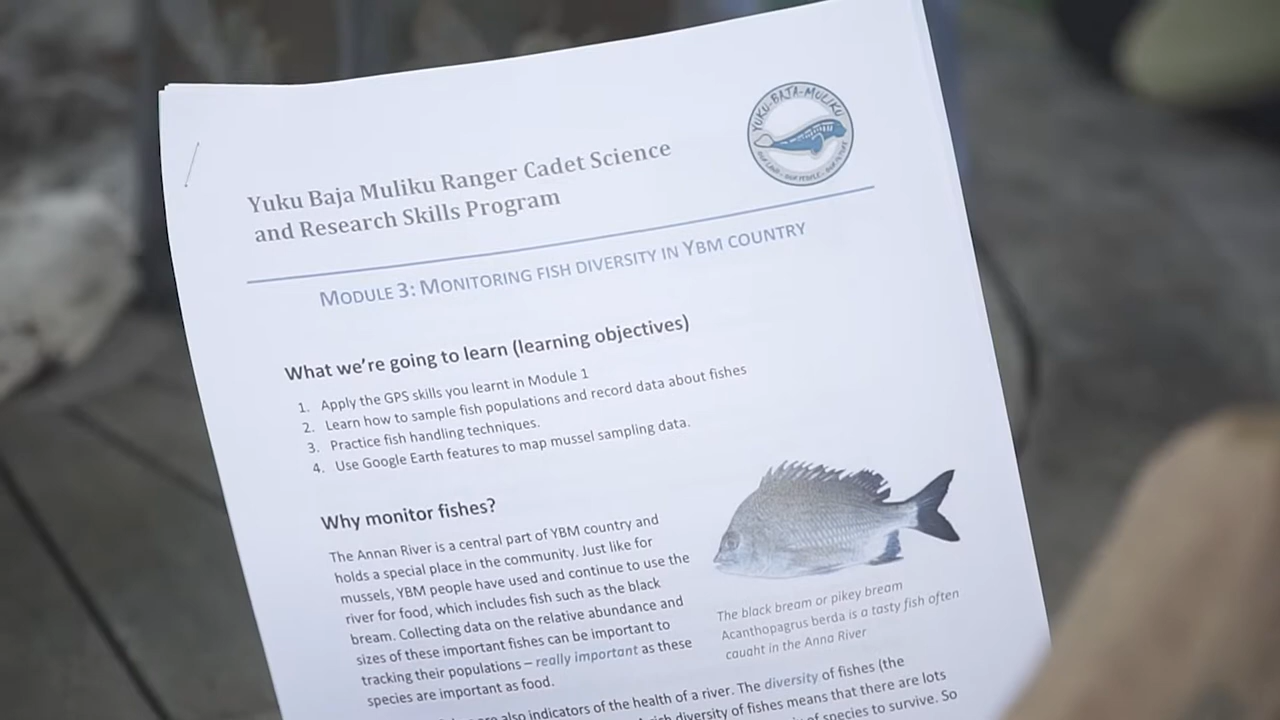 YUKU-BAJA-MULIKU
OUR LAND - OUR PEOPLE - OUR FUTURE
Yuku Baja Muliku Ranger Cadet Science
and Research Skills Program
MODULE 3: MONITORING FISH DIVERSITY IN YBM COUNTRY
What we're going to learn (learning objectives)
1. Apply the GPS skills you learnt in Module 1
2. Learn how to sample fish populations and record data about fishes
3. Practice fish handling techniques.
4. Use Google Earth features to map mussel sampling data.
Why monitor fishes?
The Annan River is a central part of YBM country and
holds a special place in the community. Just like for
mussels, YBM people have used and continue to use the
river for food, which includes fish such as the black
bream. Collecting data on the relative abundance and
sizes of these important fishes can be important to
tracking their populations – really important as these
species are important as food.
The black bream or pikey bream
Acanthopagrus berda is a tasty fish often
caught in the Anna River
also indicators of the health of a river. The diversity of fishes (the
diversity of fishes means that there are lots
of species to survive. So